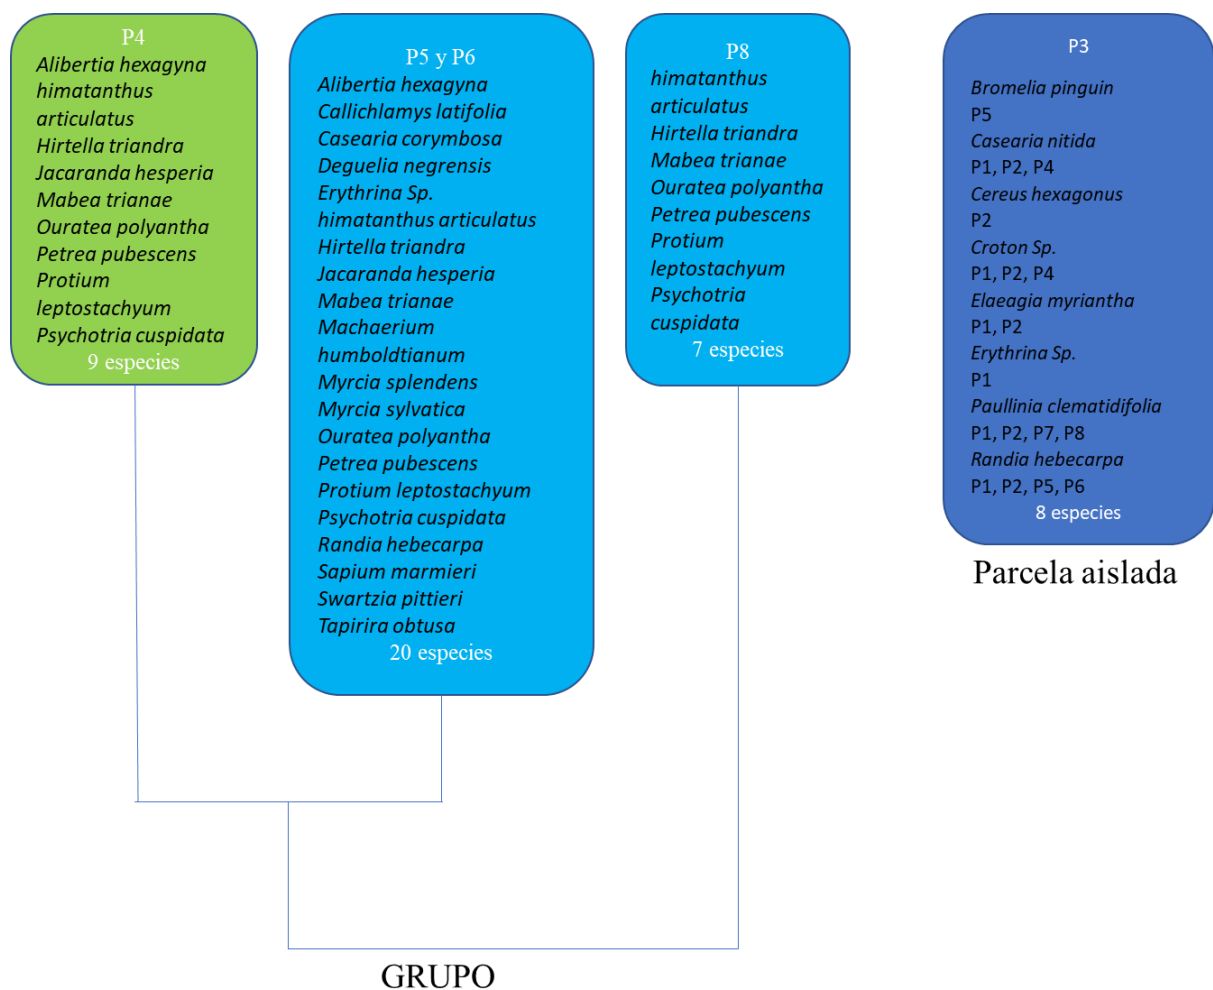 P4
Alibertia hexagyna
himatanthus
articulatus
Hirtella triandra
Jacaranda hesperia
Mabea trianae
Ouratea polyantha
Petrea pubescens
Protium
leptostachyum
Psychotria cuspidata
9 especies
P5 y P6
Alibertia hexagyna
Callichlamys latifolia
Casearia corymbosa
Deguelia negrensis
Erythrina Sp.
himatanthus articulatus
Hirtella triandra
Jacaranda hesperia
Mabea trianae
Machaerium
humboldtianum
Myrcia splendens
Myrcia sylvatica
Ouratea polyantha
Petrea pubescens
Protium leptostachyum
Psychotria cuspidata
Randia hebecarpa
Sapium marmieri
Swartzia pittieri
Tapirira obtusa
20 especies
P8
himatanthus
articulatus
Hirtella triandra
Mabea trianae
Ouratea polyantha
Petrea pubescens
Protium
leptostachyum
Psychotria
cuspidata
7 especies
P3
Bromelia pinguin
P5
Casearia nitida
P1, P2, P4
Cereus hexagonus
P2
Croton Sp.
P1, P2, P4
Elaeagia myriantha
P1, P2
Erythrina Sp.
P1
Paullinia clematidifolia
P1, P2, P7, P8
Randia hebecarpa
P1, P2, P5, P6
8 especies
Parcela aislada
GRUPO